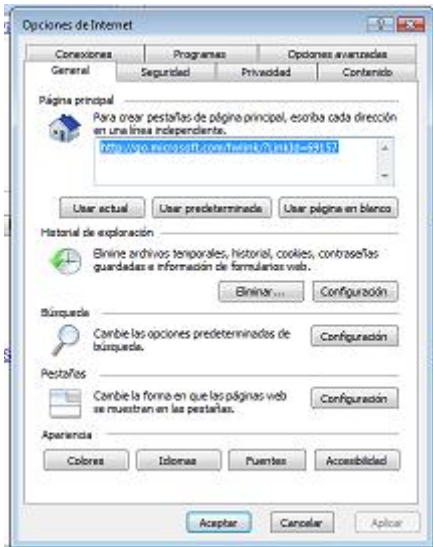 Opciones de Internet
Conexiones Programas Opciones avanzadas
General Seguridad Privacidad Contenido
Página principal
Para crear pestañas de página principal, escriba cada dirección
en una línea independiente.
http://go.microsoft.com/fwlink/?LinkId=69157
Usar actual Usar predeterminada Usar página en blanco
Historial de exploración
Elimine archivos temporales, historial, cookies, contraseñas
guardadas e información de formularios web.
Eliminar... Configuración
Búsqueda
Cambie las opciones predeterminadas de
búsqueda.
Configuración
Pestañas
Cambie la forma en que las páginas web
se muestran en las pestañas.
Configuración
Apariencia
Colores Idiomas Fuentes Accesibilidad
Aceptar Cancelar Aplicar